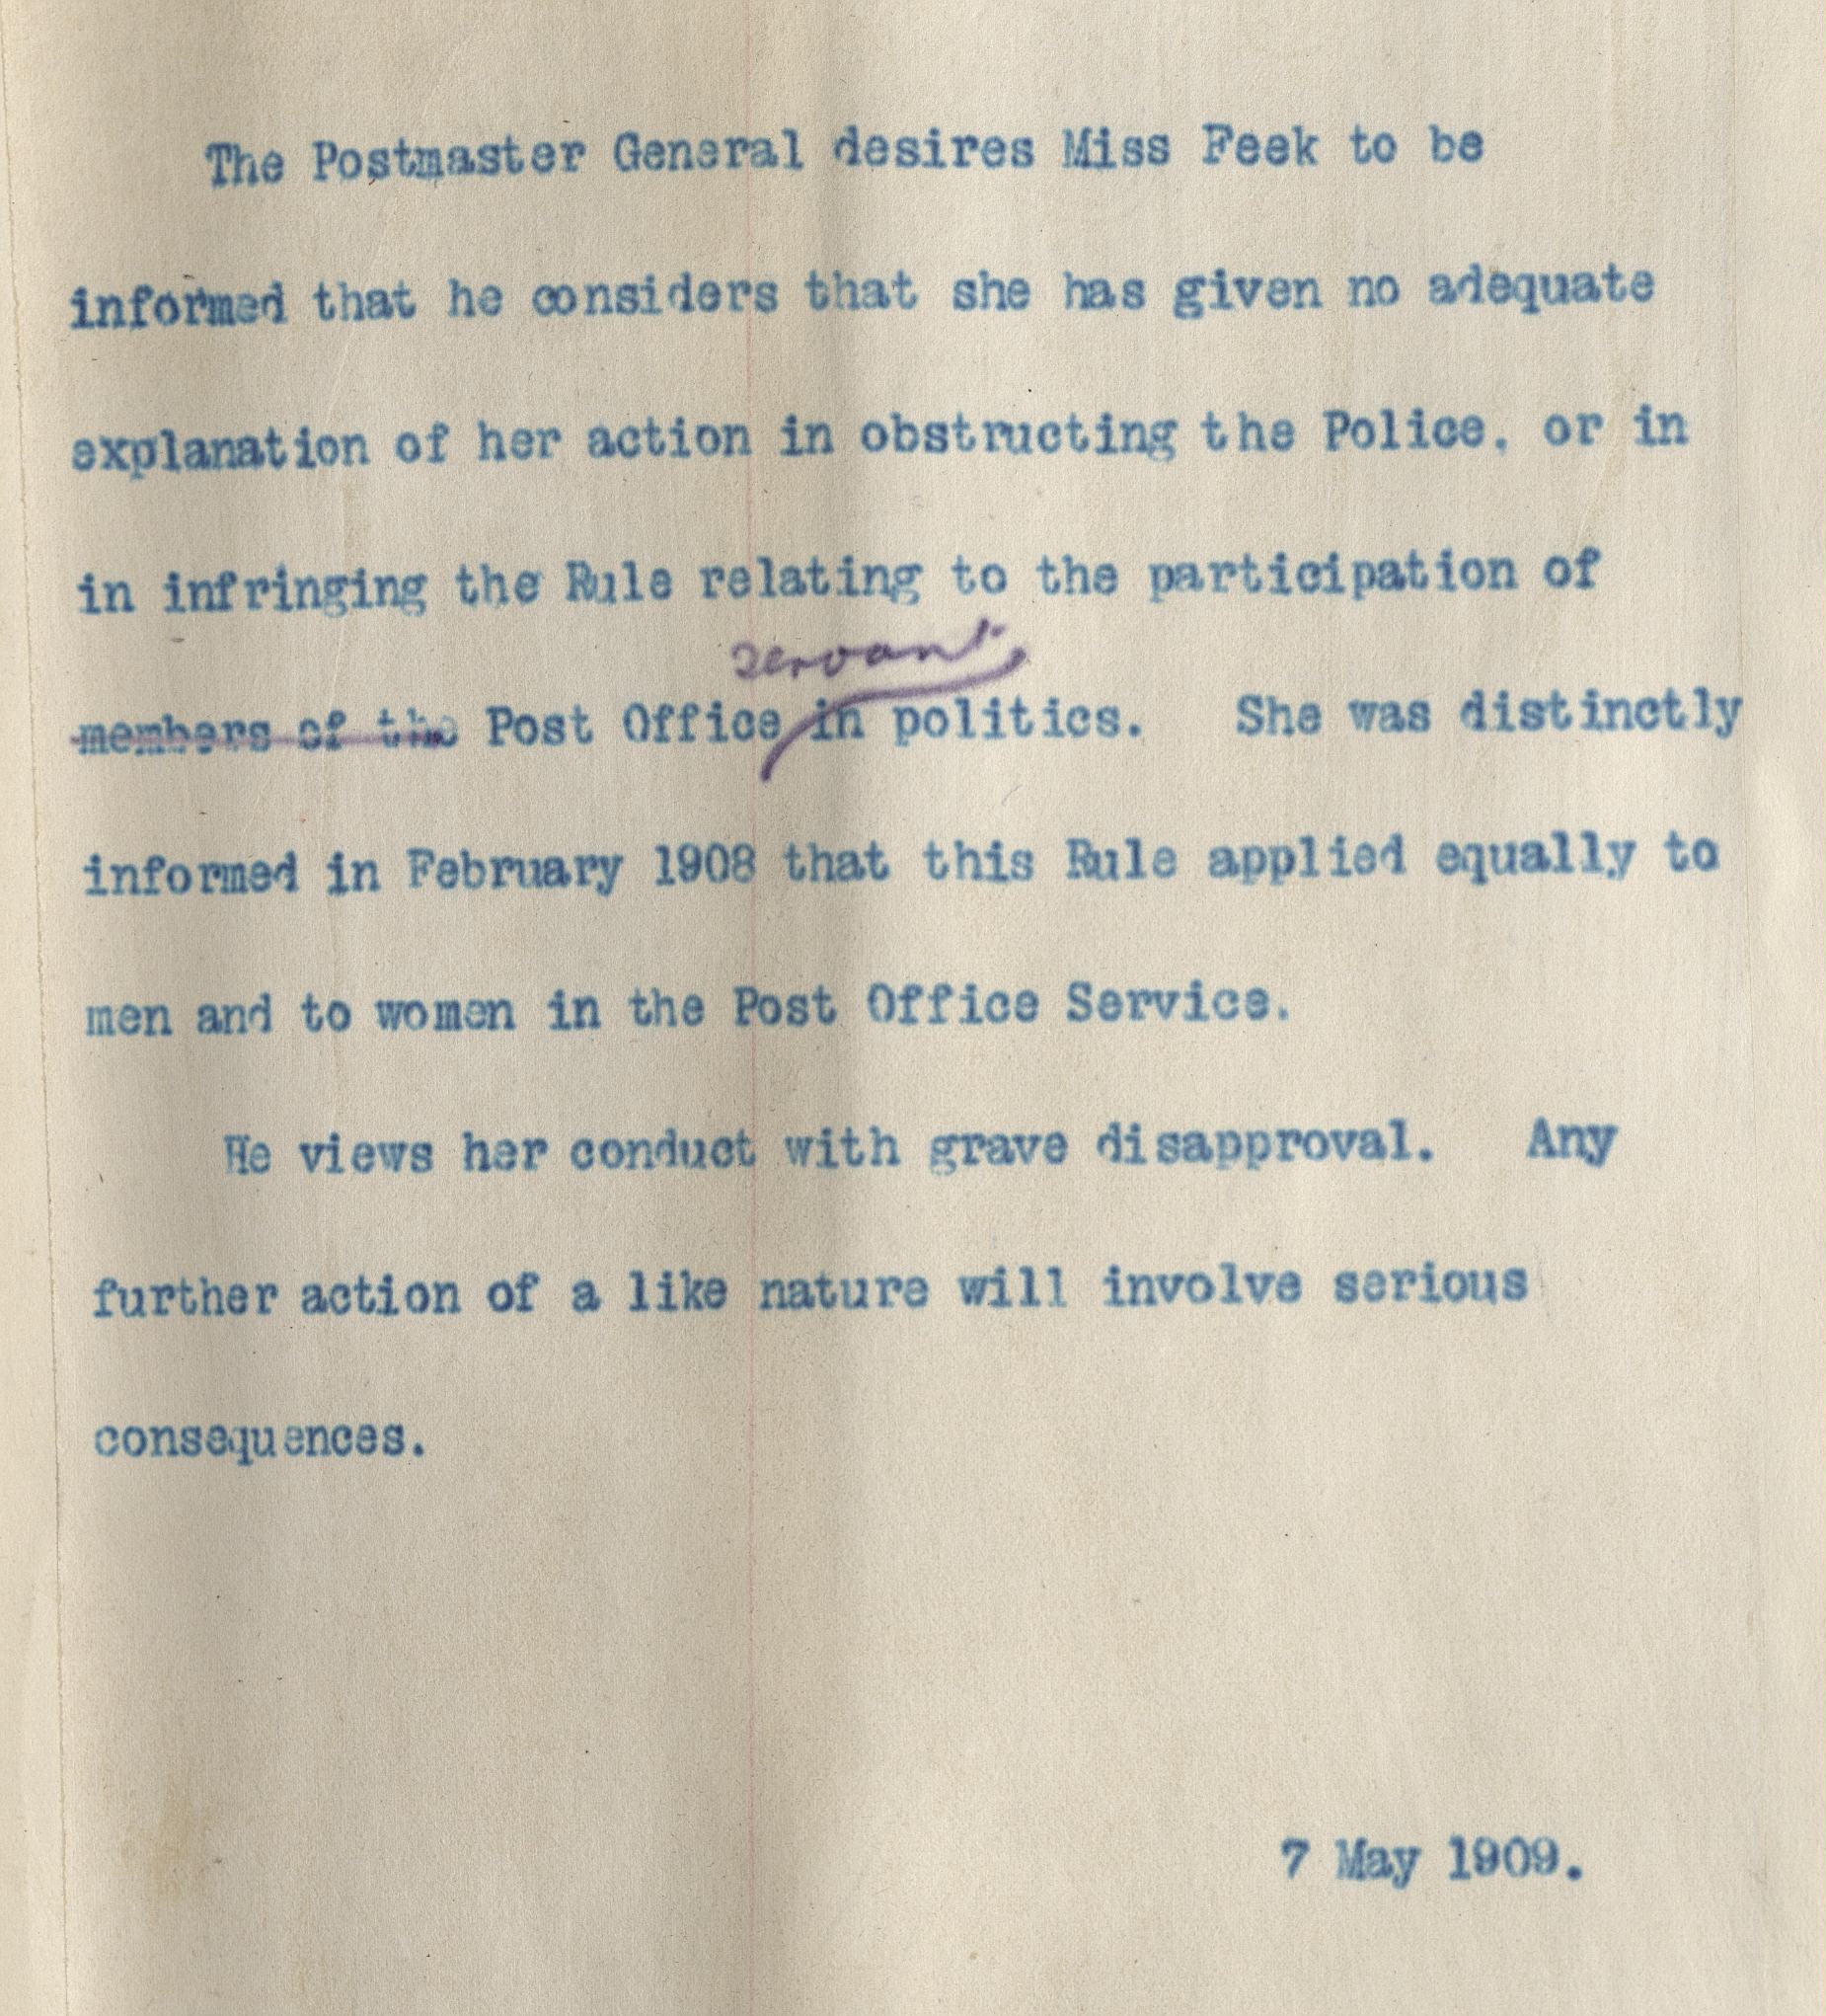 The Postmaster General desires Miss Feek to be
informed that he considers that she has given no adequate
explanation of her action in obstructing the Police, or in
in infringing the Rule relating to the participation of
servants
members of the Post Office in politics. She was distinctly
informed in February 1908 that this Rule applied equally to
men and to women in the Post Office Service.
He views her conduct with grave disapproval. Any
further action of a like nature will involve serious
consequences.
7 May 1909.